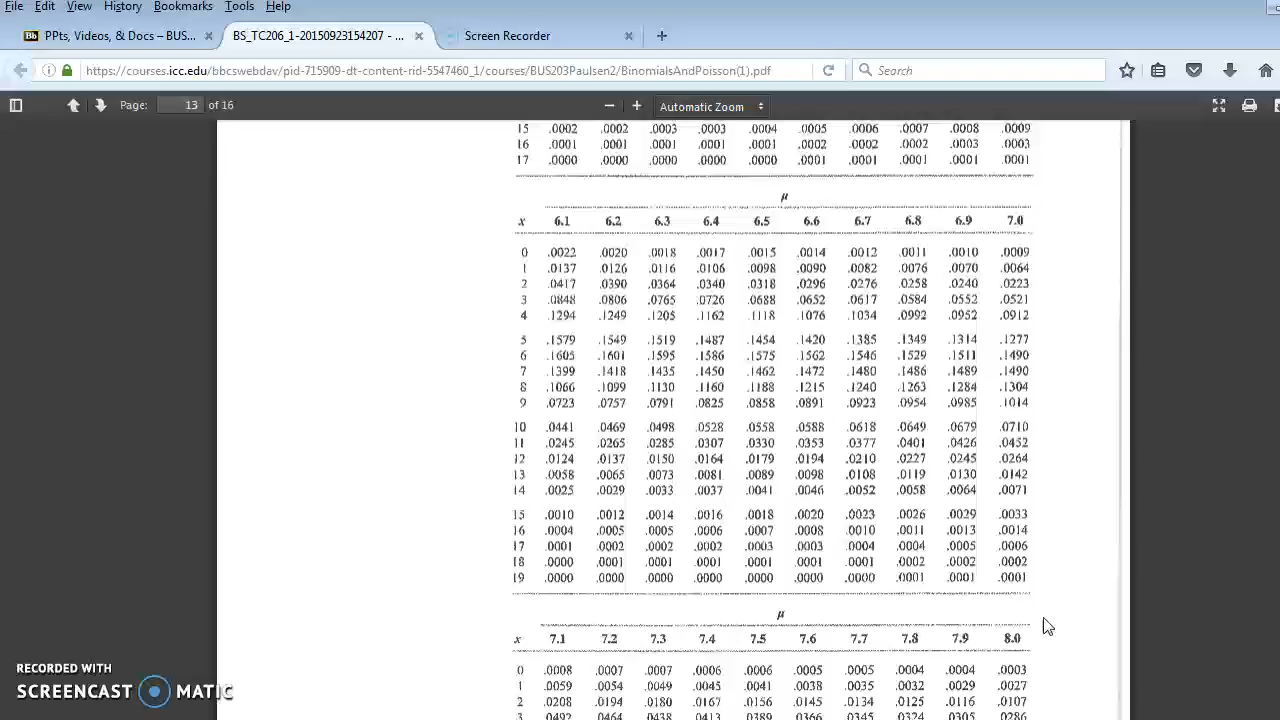 File Edit View History Bookmarks Tools Help
PPts, Videos, & Docs – BUS... × BS_TC206_1-20150923154207 - ... × Screen Recorder × +
https://courses.icc.edu/bbcswebdav/pid-715909-dt-content-rid-5547460_1/courses/BUS203Paulsen2/BinomialsAndPoisson(1).pdf Search
Page: 13 of 16 Automatic Zoom
15 .0002 .0002 .0003 .0003 .0004 .0005 .0006 .0007 .0008 .0009
16 .0001 .0001 .0001 .0001 .0001 .0002 .0002 .0002 .0003 .0003
17 .0000 .0000 .0000 .0000 .0000 .0001 .0001 .0001 .0001 .0001
μ
x 6.1 6.2 6.3 6.4 6.5 6.6 6.7 6.8 6.9 7.0
0 .0022 .0020 .0018 .0017 .0015 .0014 .0012 .0011 .0010 .0009
1 .0137 .0126 .0116 .0106 .0098 .0090 .0082 .0076 .0070 .0064
2 .0417 .0390 .0364 .0340 .0318 .0296 .0276 .0258 .0240 .0223
3 .0848 .0806 .0765 .0726 .0688 .0652 .0617 .0584 .0552 .0521
4 .1294 .1249 .1205 .1162 .1118 .1076 .1034 .0992 .0952 .0912
5 .1579 .1549 .1519 .1487 .1454 .1420 .1385 .1349 .1314 .1277
6 .1605 .1601 .1595 .1586 .1575 .1562 .1546 .1529 .1511 .1490
7 .1399 .1418 .1435 .1450 .1462 .1472 .1480 .1486 .1489 .1490
8 .1066 .1099 .1130 .1160 .1188 .1215 .1240 .1263 .1284 .1304
9 .0723 .0757 .0791 .0825 .0858 .0891 .0923 .0954 .0985 .1014
10 .0441 .0469 .0498 .0528 .0558 .0588 .0618 .0649 .0679 .0710
11 .0245 .0265 .0285 .0307 .0330 .0353 .0377 .0401 .0426 .0452
12 .0124 .0137 .0150 .0164 .0179 .0194 .0210 .0227 .0245 .0264
13 .0058 .0065 .0073 .0081 .0089 .0098 .0108 .0119 .0130 .0142
14 .0025 .0029 .0033 .0037 .0041 .0046 .0052 .0058 .0064 .0071
15 .0010 .0012 .0014 .0016 .0018 .0020 .0023 .0026 .0029 .0033
16 .0004 .0005 .0005 .0006 .0007 .0008 .0010 .0011 .0013 .0014
17 .0001 .0002 .0002 .0002 .0003 .0003 .0004 .0004 .0005 .0006
18 .0000 .0001 .0001 .0001 .0001 .0001 .0001 .0002 .0002 .0002
19 .0000 .0000 .0000 .0000 .0000 .0000 .0000 .0001 .0001 .0001
μ
x 7.1 7.2 7.3 7.4 7.5 7.6 7.7 7.8 7.9 8.0
0 .0008 .0007 .0007 .0006 .0006 .0005 .0005 .0004 .0004 .0003
1 .0059 .0054 .0049 .0045 .0041 .0038 .0035 .0032 .0029 .0027
2 .0208 .0194 .0180 .0167 .0156 .0145 .0134 .0125 .0116 .0107
3 .0492 .0464 .0438 .0413 .0389 .0366 .0345 .0324 .0305 .0286
RECORDED WITH
SCREENCAST MATIC